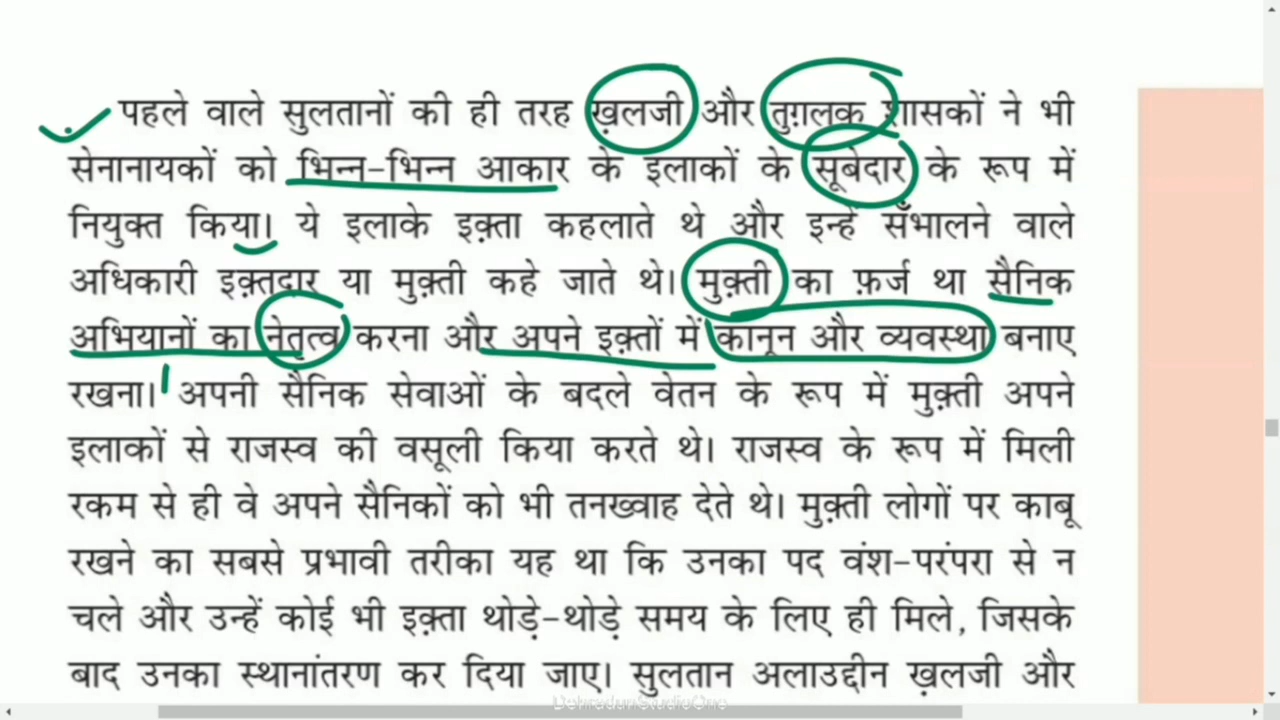 पहले वाले सुलतानों की ही तरह ख़लजी और तुग़लक शासकों ने भी
सेनानायकों को भिन्न-भिन्न आकार के इलाकों के सूबेदार के रूप में
नियुक्त किया। ये इलाके इक़्ता कहलाते थे और इन्हें सँभालने वाले
अधिकारी इक़्तदार या मुक़्ती कहे जाते थे। मुक़्ती का फ़र्ज था सैनिक
अभियानों का नेतृत्व करना और अपने इक़्तों में कानून और व्यवस्था बनाए
रखना। अपनी सैनिक सेवाओं के बदले वेतन के रूप में मुक़्ती अपने
इलाकों से राजस्व की वसूली किया करते थे। राजस्व के रूप में मिली
रकम से ही वे अपने सैनिकों को भी तनख्वाह देते थे। मुक़्ती लोगों पर काबू
रखने का सबसे प्रभावी तरीका यह था कि उनका पद वंश-परंपरा से न
चले और उन्हें कोई भी इक़्ता थोड़े-थोड़े समय के लिए ही मिले, जिसके
बाद उनका स्थानांतरण कर दिया जाए। सुलतान अलाउद्दीन ख़लजी और
DehradunStudioOne